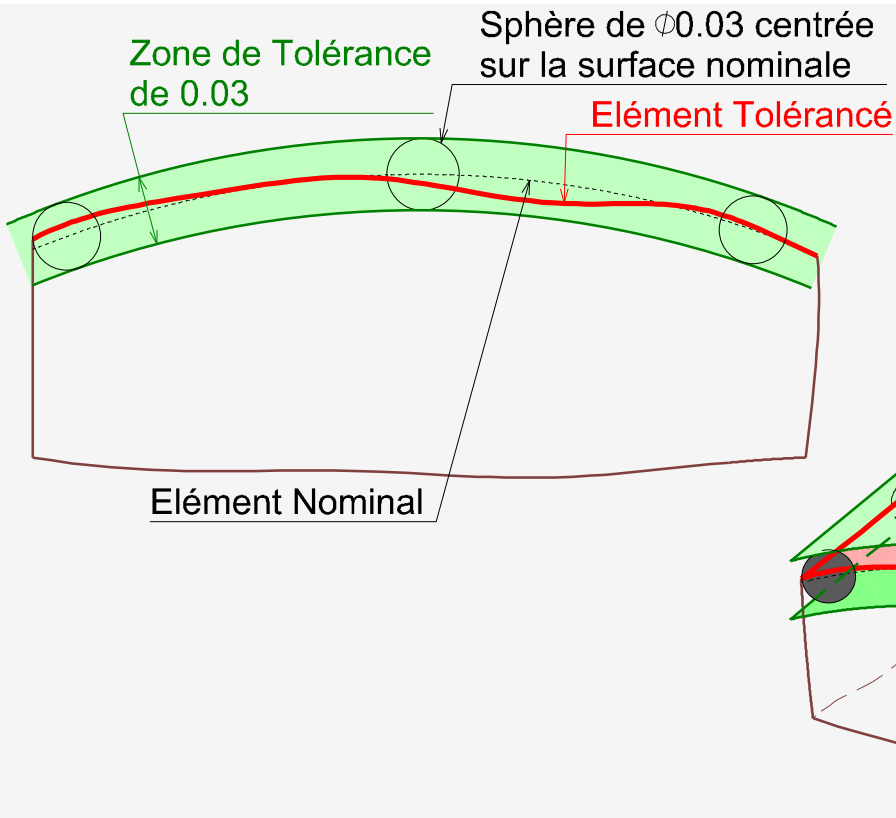 Sphère de ⌀0.03 centrée
sur la surface nominale
Zone de Tolérance
de 0.03
Elément Tolérancé
Elément Nominal